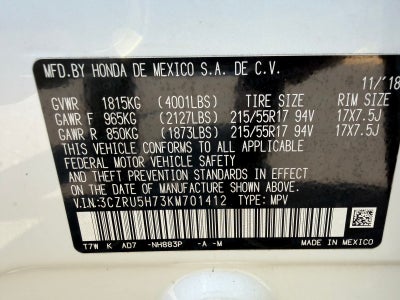 MFD.BY HONDA DE MEXICO S.A. DE C.V.
11/'18
GVWR 1815KG (4001LBS) TIRE SIZE RIM SIZE
GAWR F 965KG (2127LBS) 215/55R17 94V 17X7.5J
GAWR R 850KG (1873LBS) 215/55R17 94V 17X7.5J
THIS VEHICLE CONFORMS TO ALL APPLICABLE
FEDERAL MOTOR VEHICLE SAFETY
AND THEFT PREVENTION STANDARDS IN EFFECT
ON THE DATE OF MANUFACTURE SHOWN ABOVE.
V.I.N:3CZRU5H73KM701412 TYPE: MPV
T7W K AD7 -NH883P -A -M
MADE IN MEXICO